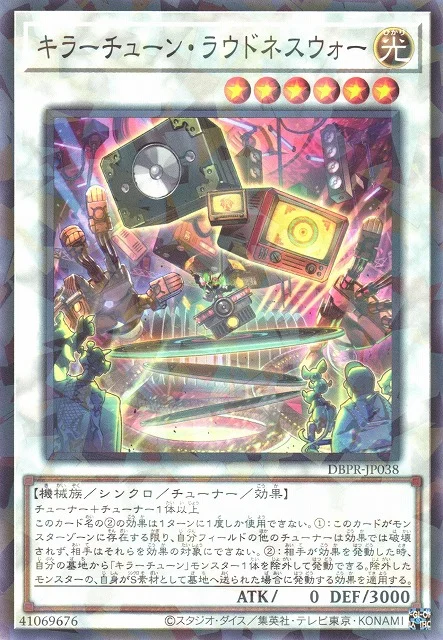 キラーチューン・ラウドネスウォー
光
DBPR-JP038
【機械族／シンクロ／チューナー／効果】
チューナー＋チューナー1体以上
このカード名の②の効果は1ターンに1度しか使用できない。①：このカードがモン
スターゾーンに存在する限り、自分フィールドの他のチューナーは効果では破壊
されず、相手はそれらを効果の対象にできない。②：相手が効果を発動した時、
自分の墓地から「キラーチューン」モンスター1体を除外して発動できる。除外した
モンスターの、自身がS素材として墓地へ送られた場合に発動する効果を適用する。
ATK/ 0 DEF/3000
41069676
©スタジオ・ダイス／集英社・テレビ東京・KONAMI